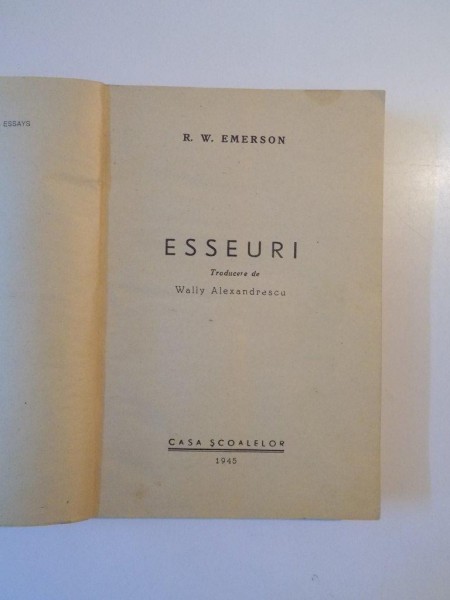 ESSAYS
R. W. EMERSON
ESSEURI
Traducere de
Wally Alexandrescu
CASA ȘCOALELOR
1945